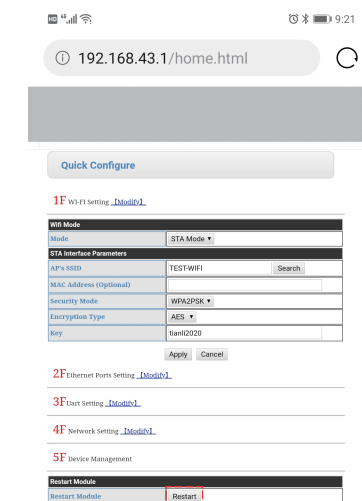 HD 4G 9:21
192.168.43.1/home.html
Quick Configure
1F WI-FI Setting 【Modify】
Wifi Mode
Mode STA Mode
STA Interface Parameters
AP's SSID TEST-WIFI Search
MAC Address (Optional)
Security Mode WPA2PSK
Encryption Type AES
Key tianli2020
Apply Cancel
2F Ethernet Ports Setting 【Modify】
3F Uart Setting 【Modify】
4F Network Setting 【Modify】
5F Device Management
Restart Module
Restart Module Restart